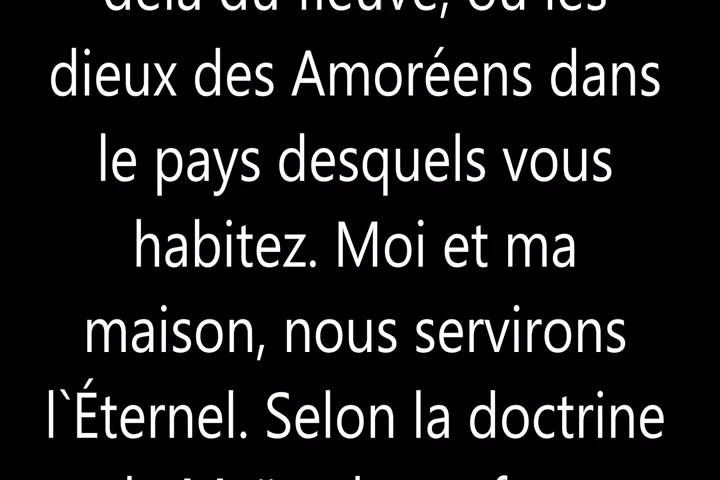 delà du fleuve, ou les
dieux des Amoréens dans
le pays desquels vous
habitez. Moi et ma
maison, nous servirons
l`Éternel. Selon la doctrine